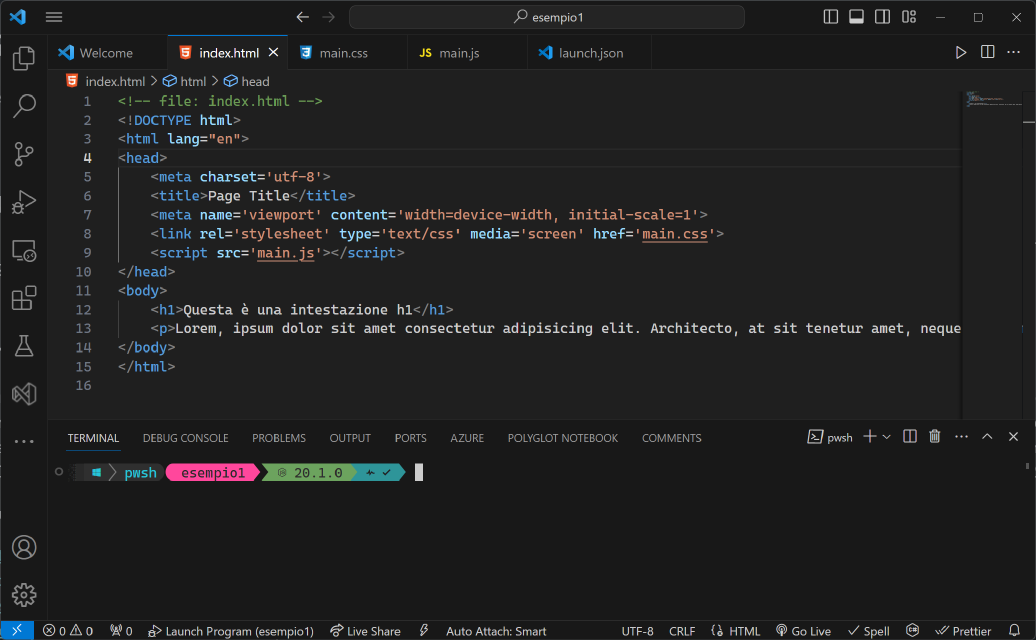 esempio1
Welcome index.html main.css JS main.js launch.json
index.html > html > head
1 <!-- file: index.html -->
2 <!DOCTYPE html>
3 <html lang="en">
4 <head>
5 <meta charset='utf-8'>
6 <title>Page Title</title>
7 <meta name='viewport' content='width=device-width, initial-scale=1'>
8 <link rel='stylesheet' type='text/css' media='screen' href='main.css'>
9 <script src='main.js'></script>
10 </head>
11 <body>
12 <h1>Questa è una intestazione h1</h1>
13 <p>Lorem, ipsum dolor sit amet consectetur adipisicing elit. Architecto, at sit tenetur amet, neque
14 </body>
15 </html>
16
TERMINAL DEBUG CONSOLE PROBLEMS OUTPUT PORTS AZURE POLYGLOT NOTEBOOK COMMENTS pwsh
pwsh esempio1 20.1.0
0 0 0 Launch Program (esempio1) Live Share Auto Attach: Smart UTF-8 CRLF HTML Go Live Spell Prettier